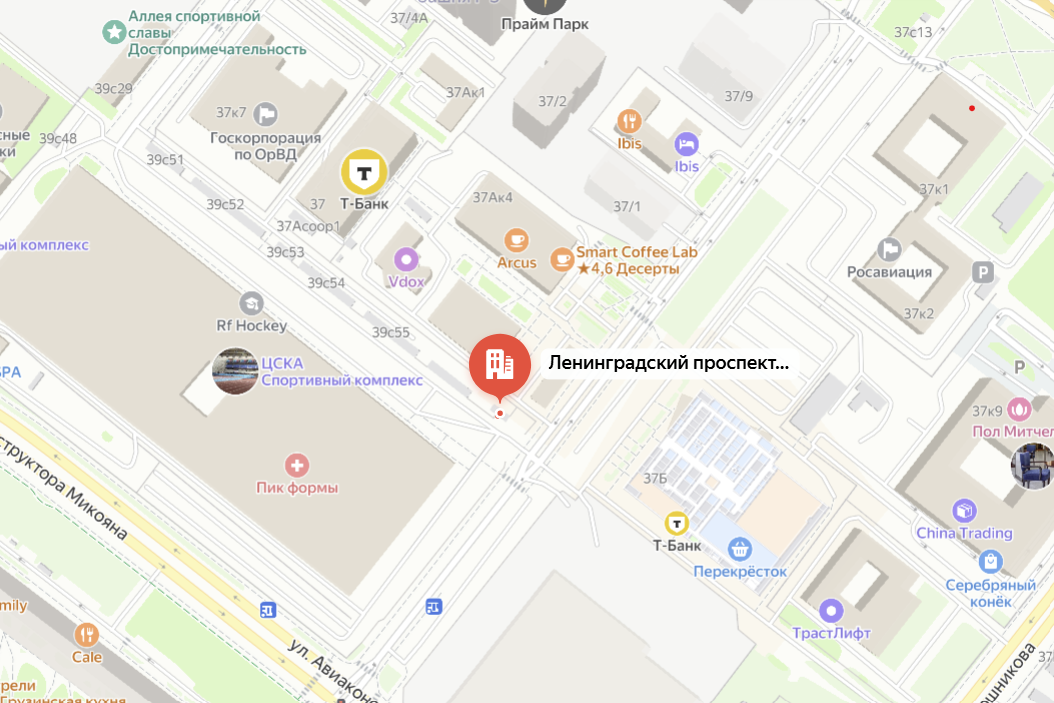 Аллея спортивной
славы
Достопримечательность
37/4А
Прайм Парк
37с13
39с29
37Ак1
37/2
37/9
37к7
Госкорпорация
по ОрВД
Ibis
Ibis
39с48
ки
39с51
Т
Т-Банк
39с52
37
37Асоор1
37Ак4
37/1
37к1
ый комплекс
39с53
Arcus
Smart Coffee Lab
★4,6 Десерты
Росавиация
P
39с54
Vdox
37к2
Rf Hockey
39с55
ЦСКА
Спортивный комплекс
Ленинградский проспект...
P
37к9
Пол Митчел
структора Микояна
Пик формы
37Б
Т
Т-Банк
Перекрёсток
China Trading
Серебряный
конёк
ТрастЛифт
mily
Cale
ул. Авиаконс
ошникова
рели
Грузинская кухня